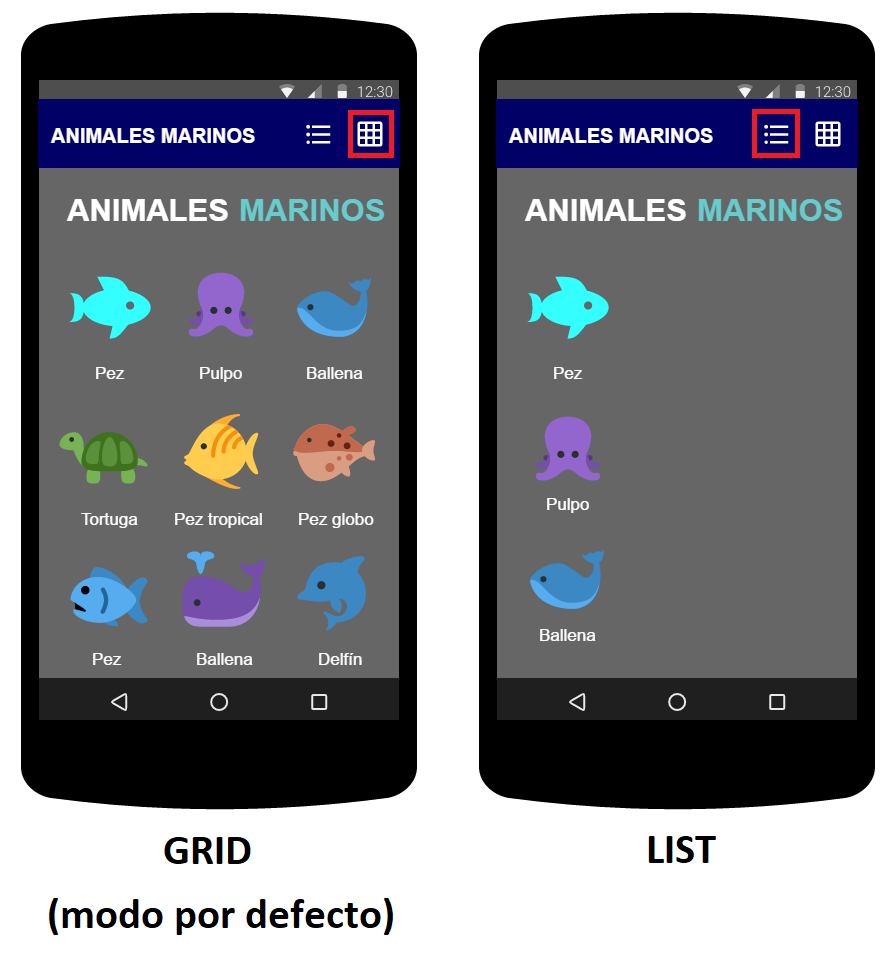 12:30
ANIMALES MARINOS
ANIMALES MARINOS
Pez Pulpo Ballena
Tortuga Pez tropical Pez globo
Pez Ballena Delfín
GRID
(modo por defecto)
12:30
ANIMALES MARINOS
ANIMALES MARINOS
Pez
Pulpo
Ballena
LIST